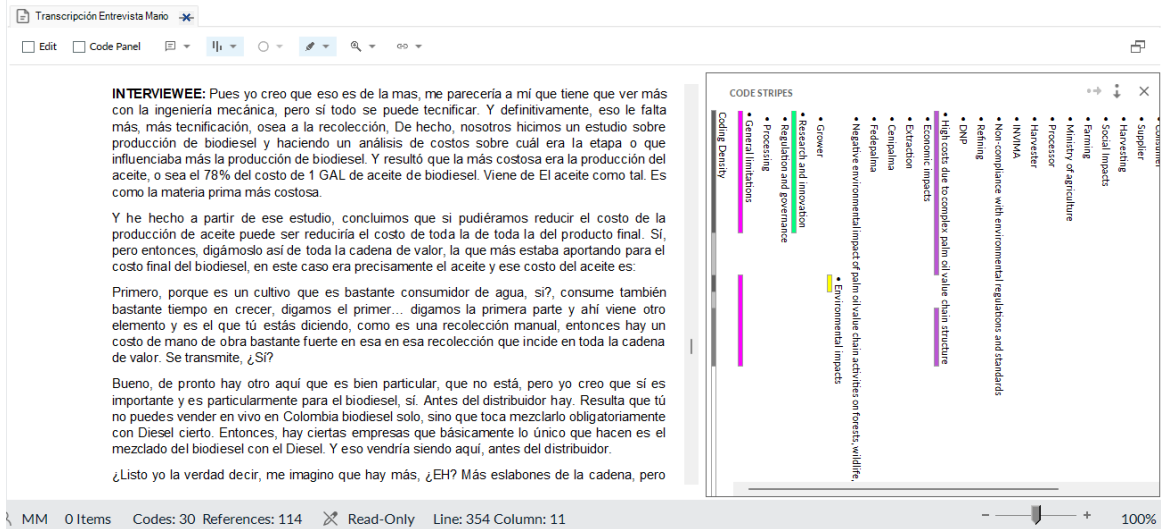 Transcripción Entrevista Mario
Edit Code Panel
INTERVIEWEE: Pues yo creo que eso es de la mas, me parecería a mí que tiene que ver más
con la ingeniería mecánica, pero sí todo se puede tecnificar. Y definitivamente, eso le falta
más, más tecnificación, osea a la recolección, De hecho, nosotros hicimos un estudio sobre
producción de biodiesel y haciendo un análisis de costos sobre cuál era la etapa o que
influenciaba más la producción de biodiesel. Y resultó que la más costosa era la producción del
aceite, o sea el 78% del costo de 1 GAL de aceite de biodiesel. Viene de El aceite como tal. Es
como la materia prima más costosa.
Y he hecho a partir de ese estudio, concluimos que si pudiéramos reducir el costo de la
producción de aceite puede ser reduciría el costo de toda la de toda la del producto final. Sí,
pero entonces, digámoslo así de toda la cadena de valor, la que más estaba aportando para el
costo final del biodiesel, en este caso era precisamente el aceite y ese costo del aceite es:
Primero, porque es un cultivo que es bastante consumidor de agua, si?, consume también
bastante tiempo en crecer, digamos el primer… digamos la primera parte y ahí viene otro
elemento y es el que tú estás diciendo, como es una recolección manual, entonces hay un
costo de mano de obra bastante fuerte en esa en esa recolección que incide en toda la cadena
de valor. Se transmite, ¿Sí?
Bueno, de pronto hay otro aquí que es bien particular, que no está, pero yo creo que sí es
importante y es particularmente para el biodiesel, sí. Antes del distribuidor hay. Resulta que tú
no puedes vender en vivo en Colombia biodiesel solo, sino que toca mezclarlo obligatoriamente
con Diesel cierto. Entonces, hay ciertas empresas que básicamente lo único que hacen es el
mezclado del biodiesel con el Diesel. Y eso vendría siendo aquí, antes del distribuidor.
¿Listo yo la verdad decir, me imagino que hay más, ¿EH? Más eslabones de la cadena, pero
CODE STRIPES
Coding Density
General limitations
Processing
Regulation and governance
Research and innovation
Grower
Environmental impacts
Negative environmental impact of palm oil value chain activities on forests, wildlife,
Fedepalma
Cenipalma
Extraction
Economic impacts
High costs due to complex palm oil value chain structure
DNP
Refining
Non-compliance with environmental regulations and standards
INVIMA
Harvester
Processor
Ministry of agriculture
Farming
Social Impacts
Harvesting
Supplier
Consumer
MM 0 Items Codes: 30 References: 114 Read-Only Line: 354 Column: 11 100%